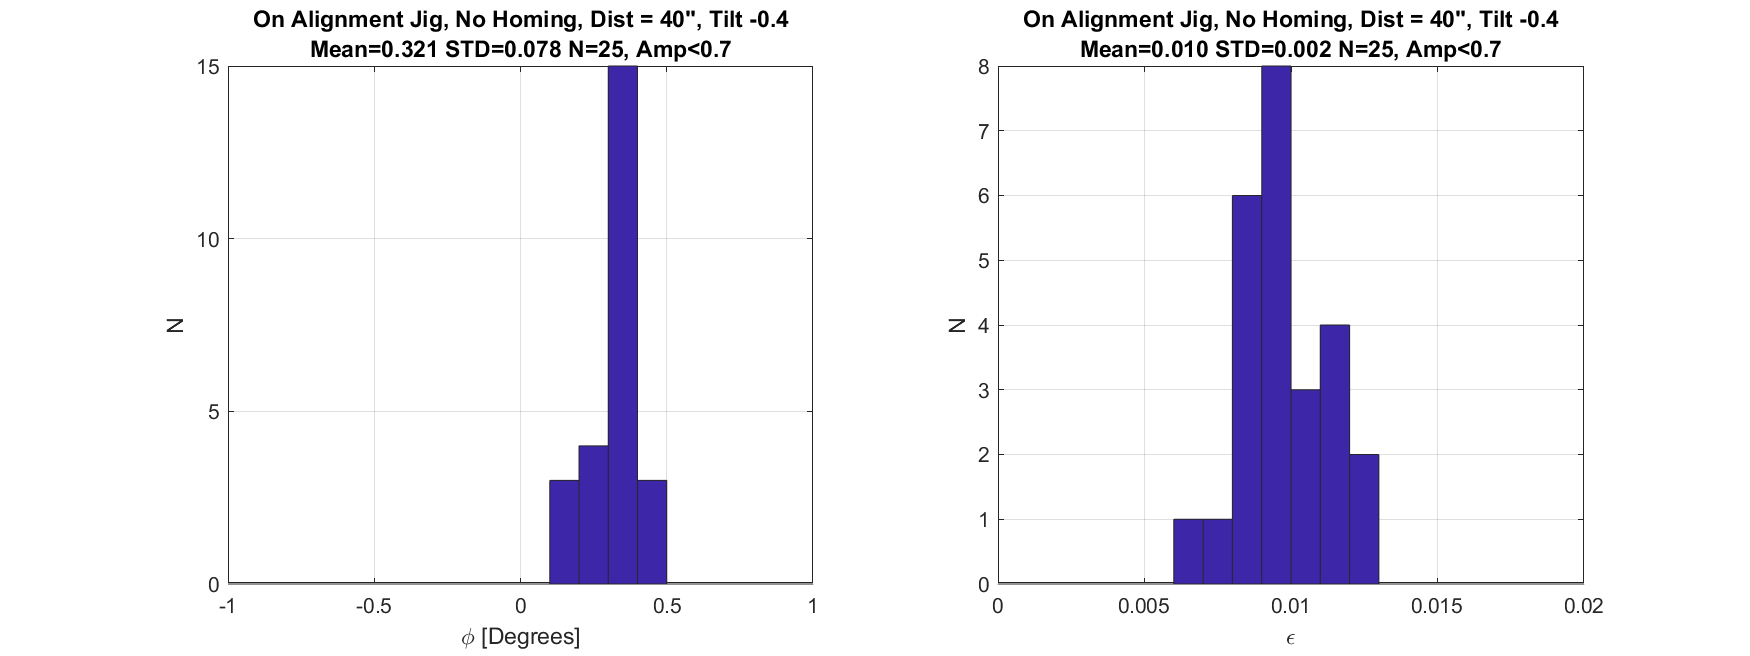 On Alignment Jig, No Homing, Dist = 40", Tilt -0.4
Mean=0.321 STD=0.078 N=25, Amp<0.7
15
10
5
0
N
-1
-0.5
0
0.5
1
ϕ [Degrees]
On Alignment Jig, No Homing, Dist = 40", Tilt -0.4
Mean=0.010 STD=0.002 N=25, Amp<0.7
8
7
6
5
4
3
2
1
0
N
0
0.005
0.01
0.015
0.02
ϵ